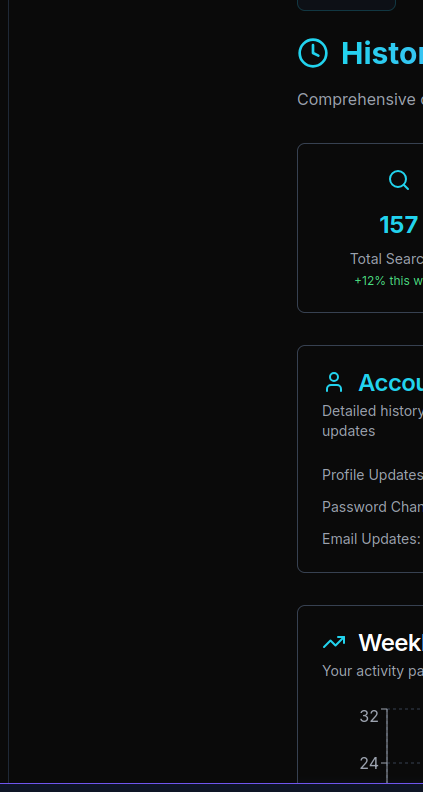 Histor
Comprehensive
157
Total Searc
+12% this w
Accou
Detailed history
updates
Profile Updates
Password Chan
Email Updates:
Weekl
Your activity pa
32
24